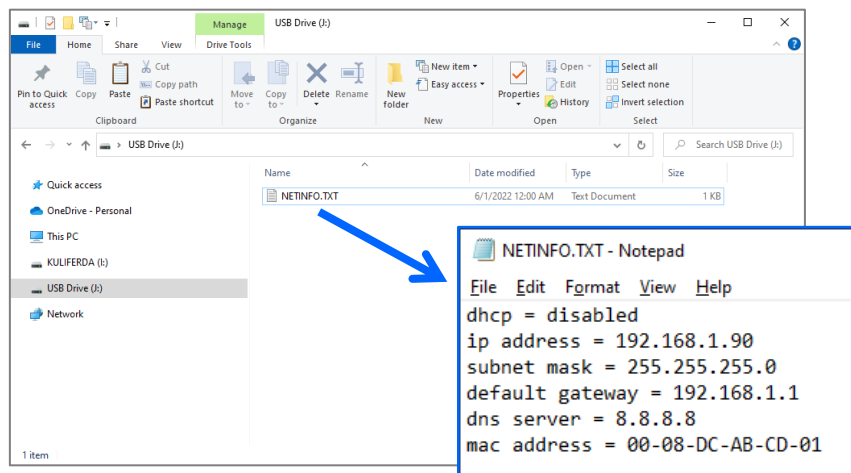 Manage
USB Drive (J:)
File
Home
Share
View
Drive Tools
Pin to Quick access
Copy
Paste
Cut
Copy path
Paste shortcut
Clipboard
Move to
Copy to
Delete
Rename
Organize
New folder
New item
Easy access
New
Properties
Open
Edit
History
Open
Select all
Select none
Invert selection
Select
USB Drive (J:)
Search USB Drive (J:)
Name
Date modified
Type
Size
Quick access
OneDrive - Personal
This PC
KULIFERDA (I:)
USB Drive (J:)
Network
NETINFO.TXT
6/1/2022 12:00 AM
Text Document
1 KB
1 item
NETINFO.TXT - Notepad
File Edit Format View Help
dhcp = disabled
ip address = 192.168.1.90
subnet mask = 255.255.255.0
default gateway = 192.168.1.1
dns server = 8.8.8.8
mac address = 00-08-DC-AB-CD-01